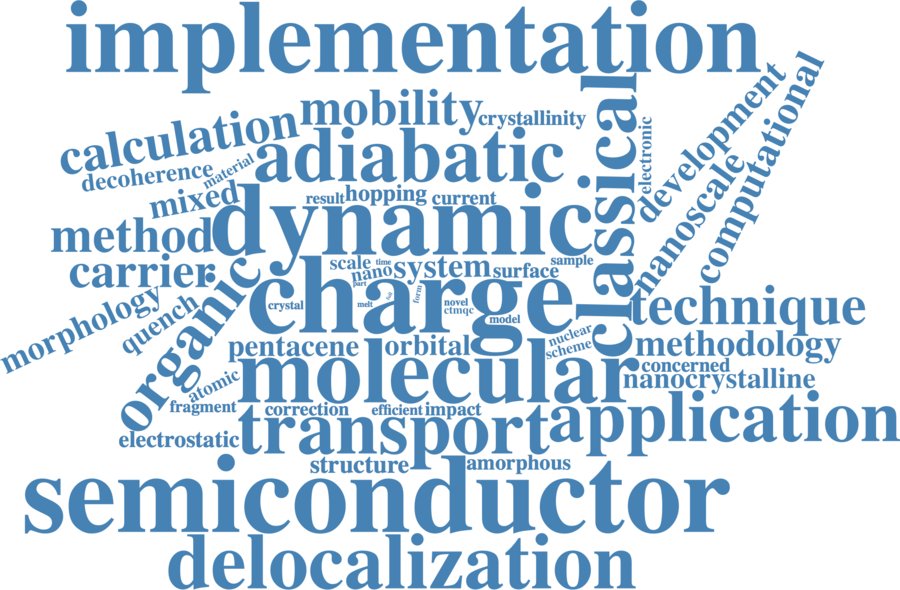 implementation
mobility
crystallinity
calculation
decoherence
material
adiabatic
classical
electronic
development
computational
nanoscale
mixed
result
hopping
current
method
dynamic
carrier
scale
time
nano
system
surface
sample
part
organic
charge
crystal
melt
form
novel
ctmqc
model
morphology
quench
technique
nuclear
scheme
pentacene
orbital
methodology
concerned
nanocrystalline
molecular
atomic
fragment
correction
efficient
impact
application
electrostatic
transport
structure
amorphous
semiconductor
delocalization